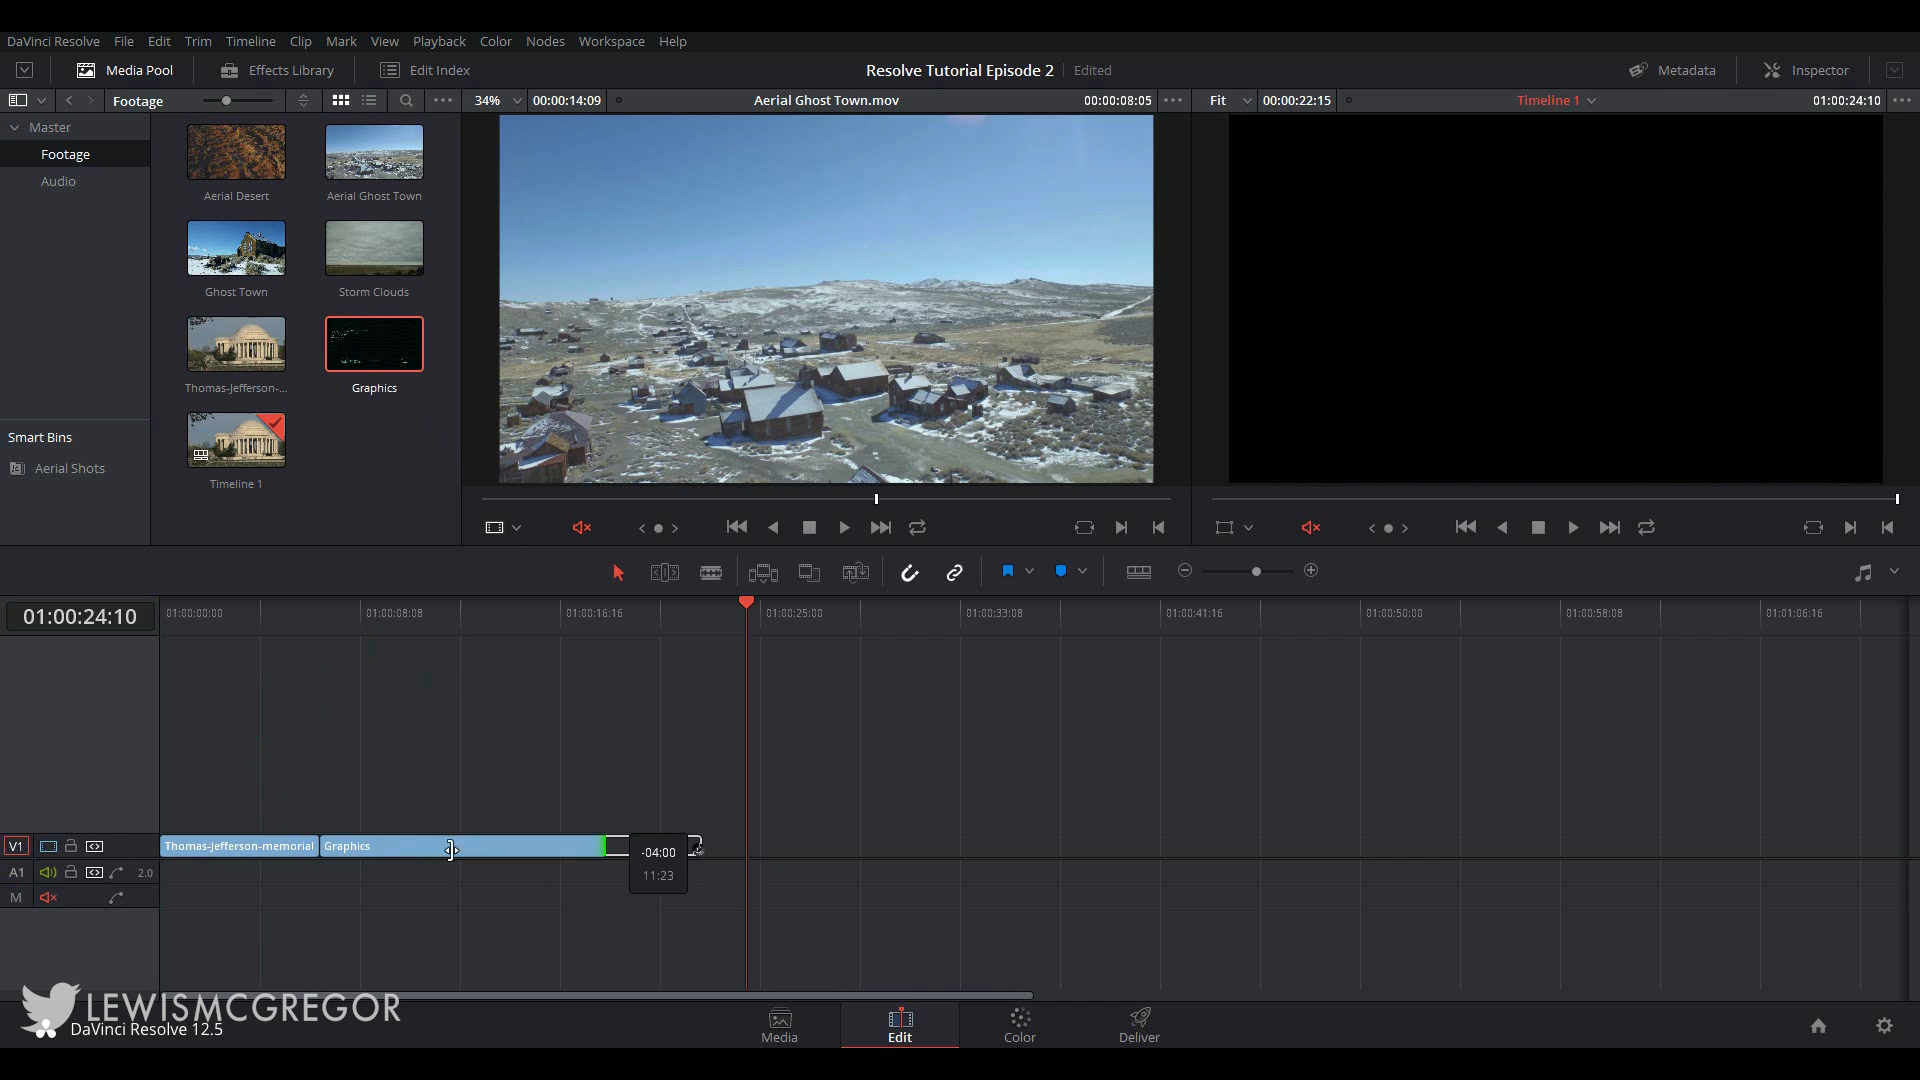 DaVinci Resolve File Edit Trim Timeline Clip Mark View Playback Color Nodes Workspace Help
Media Pool Effects Library Edit Index Resolve Tutorial Episode 2 Edited Metadata Inspector
Footage 34% 00:00:14:09 Aerial Ghost Town.mov 00:00:08:05 Fit 00:00:22:15 Timeline 1 01:00:24:10
Master
Footage
Audio
Aerial Desert Aerial Ghost Town
Ghost Town Storm Clouds
Thomas-Jefferson-... Graphics
Timeline 1
Smart Bins
Aerial Shots
01:00:24:10 01:00:00:00 01:00:08:08 01:00:16:16 01:00:25:00 01:00:33:08 01:00:41:16 01:00:50:00 01:00:58:08 01:01:06:16
V1 Thomas-Jefferson-memorial Graphics -04:00
11:23
A1 2.0
M
LEWISMCGREGOR
DaVinci Resolve 12.5
Media Edit Color Deliver